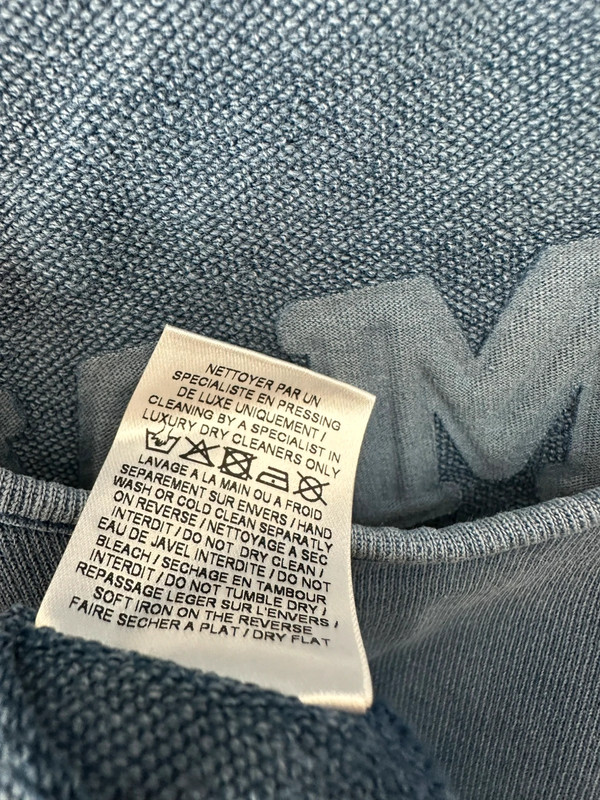 NETTOYER PAR UN
SPECIALISTE EN PRESSING
DE LUXE UNIQUEMENT /
CLEANING BY A SPECIALIST IN
LUXURY DRY CLEANERS ONLY
LAVAGE A LA MAIN OU A FROID
SEPAREMENT SUR ENVERS / HAND
WASH OR COLD CLEAN SEPARATLY
ON REVERSE / NETTOYAGE A SEC
INTERDIT / DO NOT DRY CLEAN /
EAU DE JAVEL INTERDITE / DO NOT
BLEACH / SECHAGE EN TAMBOUR
INTERDIT / DO NOT TUMBLE DRY /
REPASSAGE LEGER SUR L'ENVERS /
SOFT IRON ON THE REVERSE
FAIRE SECHER A PLAT / DRY FLAT
M